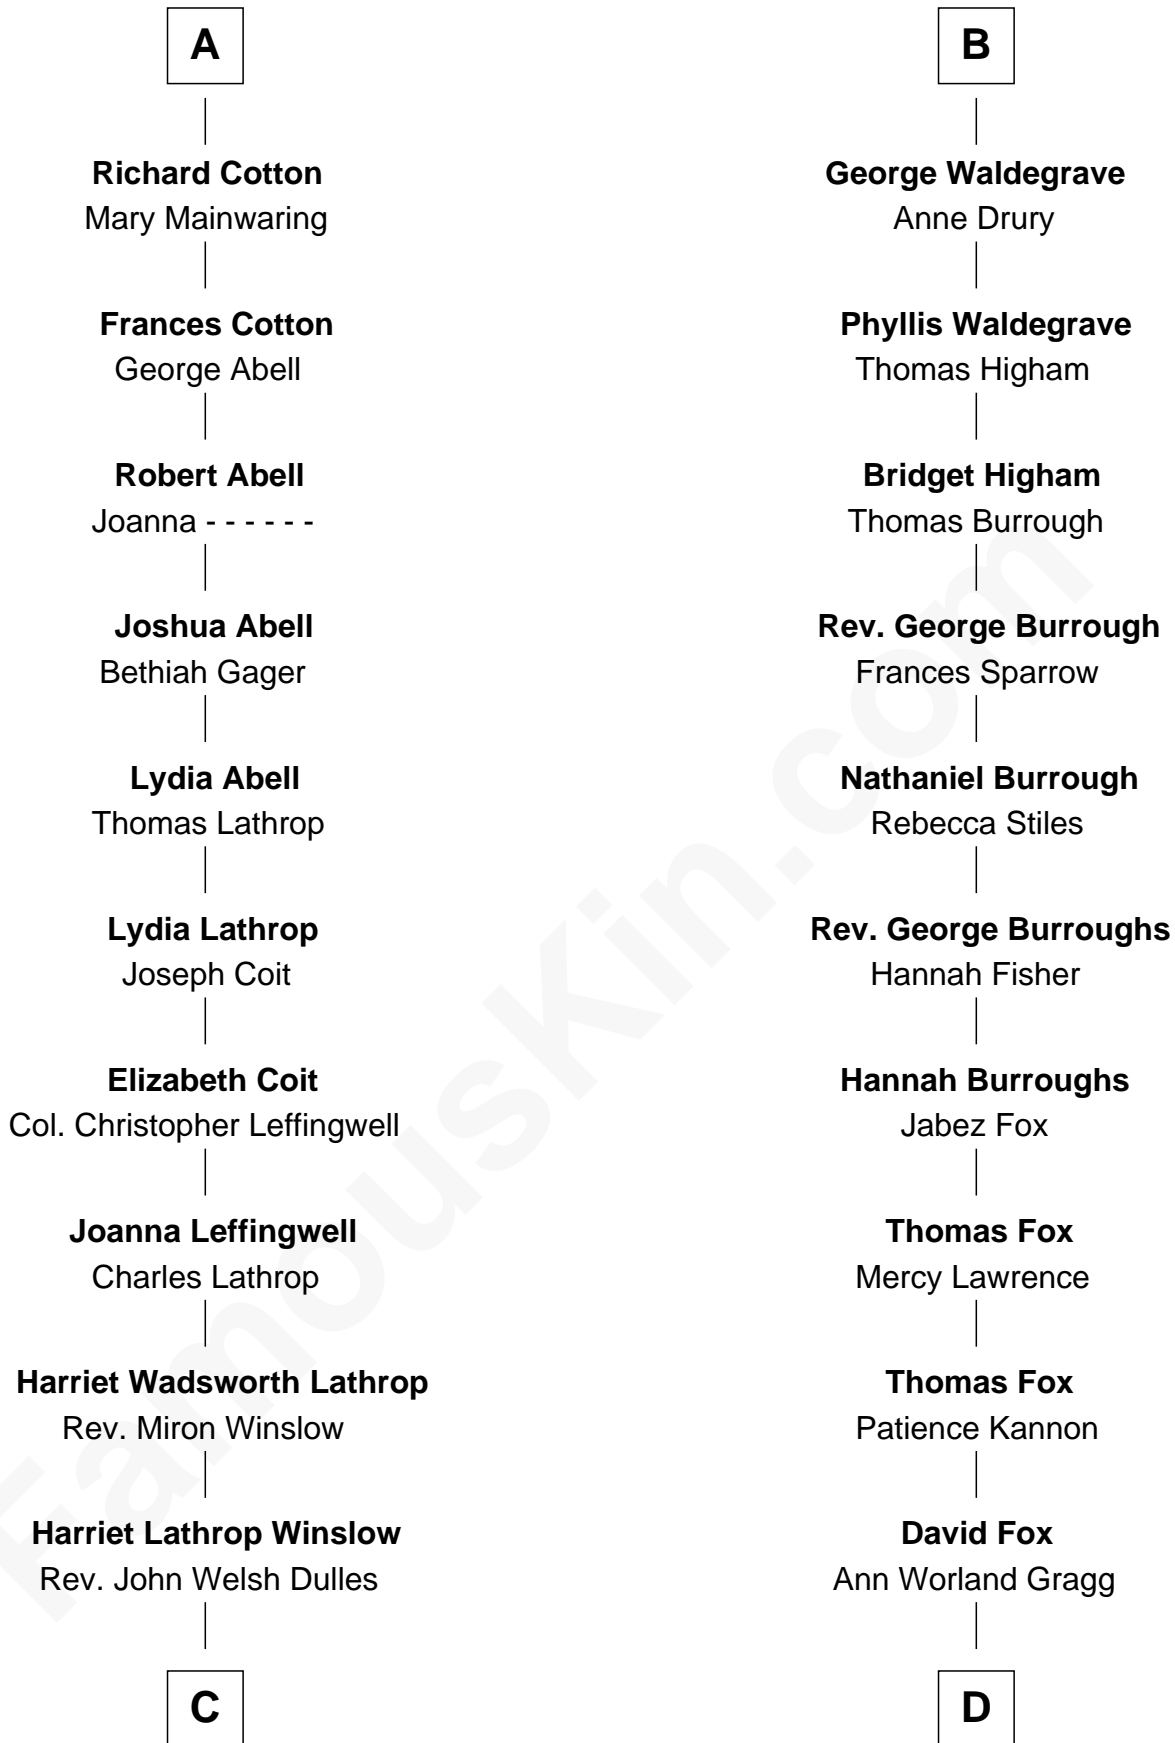 A
Richard Cotton
Mary Mainwaring
Frances Cotton
George Abell
Robert Abell
Joanna - - - - - -
Joshua Abell
Bethiah Gager
Lydia Abell
Thomas Lathrop
Lydia Lathrop
Joseph Coit
Elizabeth Coit
Col. Christopher Leffingwell
Joanna Leffingwell
Charles Lathrop
Harriet Wadsworth Lathrop
Rev. Miron Winslow
Harriet Lathrop Winslow
Rev. John Welsh Dulles
C
B
George Waldegrave
Anne Drury
Phyllis Waldegrave
Thomas Higham
Bridget Higham
Thomas Burrough
Rev. George Burrough
Frances Sparrow
Nathaniel Burrough
Rebecca Stiles
Rev. George Burroughs
Hannah Fisher
Hannah Burroughs
Jabez Fox
Thomas Fox
Mercy Lawrence
Thomas Fox
Patience Kannon
David Fox
Ann Worland Gragg
D
FamousKin.com